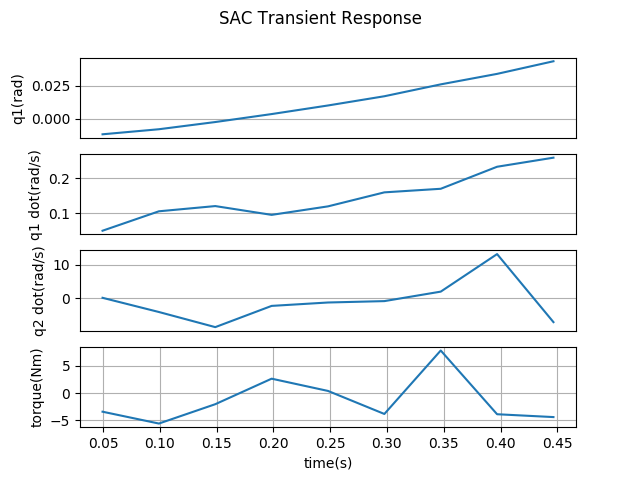 SAC Transient Response
q1(rad)
0.025
0.000
q1 dot(rad/s)
0.2
0.1
q2 dot(rad/s)
10
0
torque(Nm)
5
0
−5
0.05 0.10 0.15 0.20 0.25 0.30 0.35 0.40 0.45
time(s)